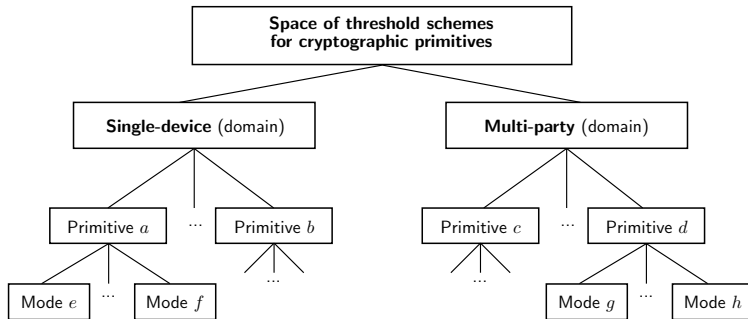 Space of threshold schemes
for cryptographic primitives
Single-device (domain)
Multi-party (domain)
Primitive a
...
Primitive b
Primitive c
...
Primitive d
...
...
Mode e
...
Mode f
Mode g
...
Mode h